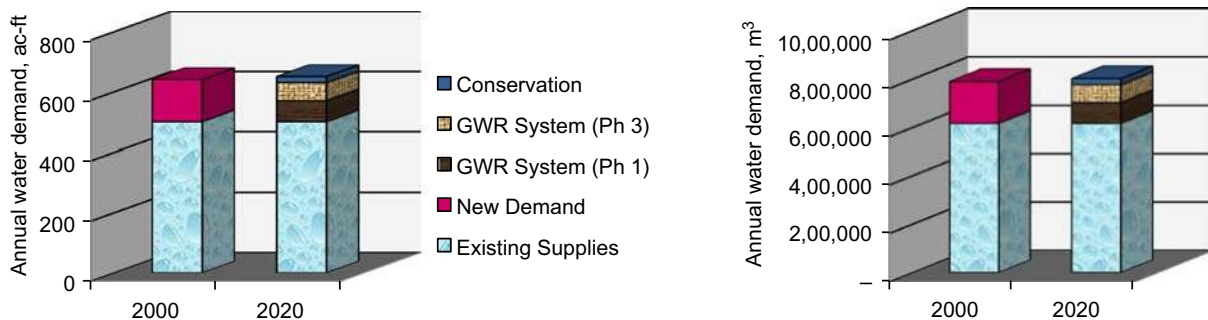 Annual water demand, ac-ft
800
600
400
200
0
2000
2020
Conservation
GWR System (Ph 3)
GWR System (Ph 1)
New Demand
Existing Supplies
Annual water demand, m³
10,00,000
8,00,000
6,00,000
4,00,000
2,00,000
–
2000
2020